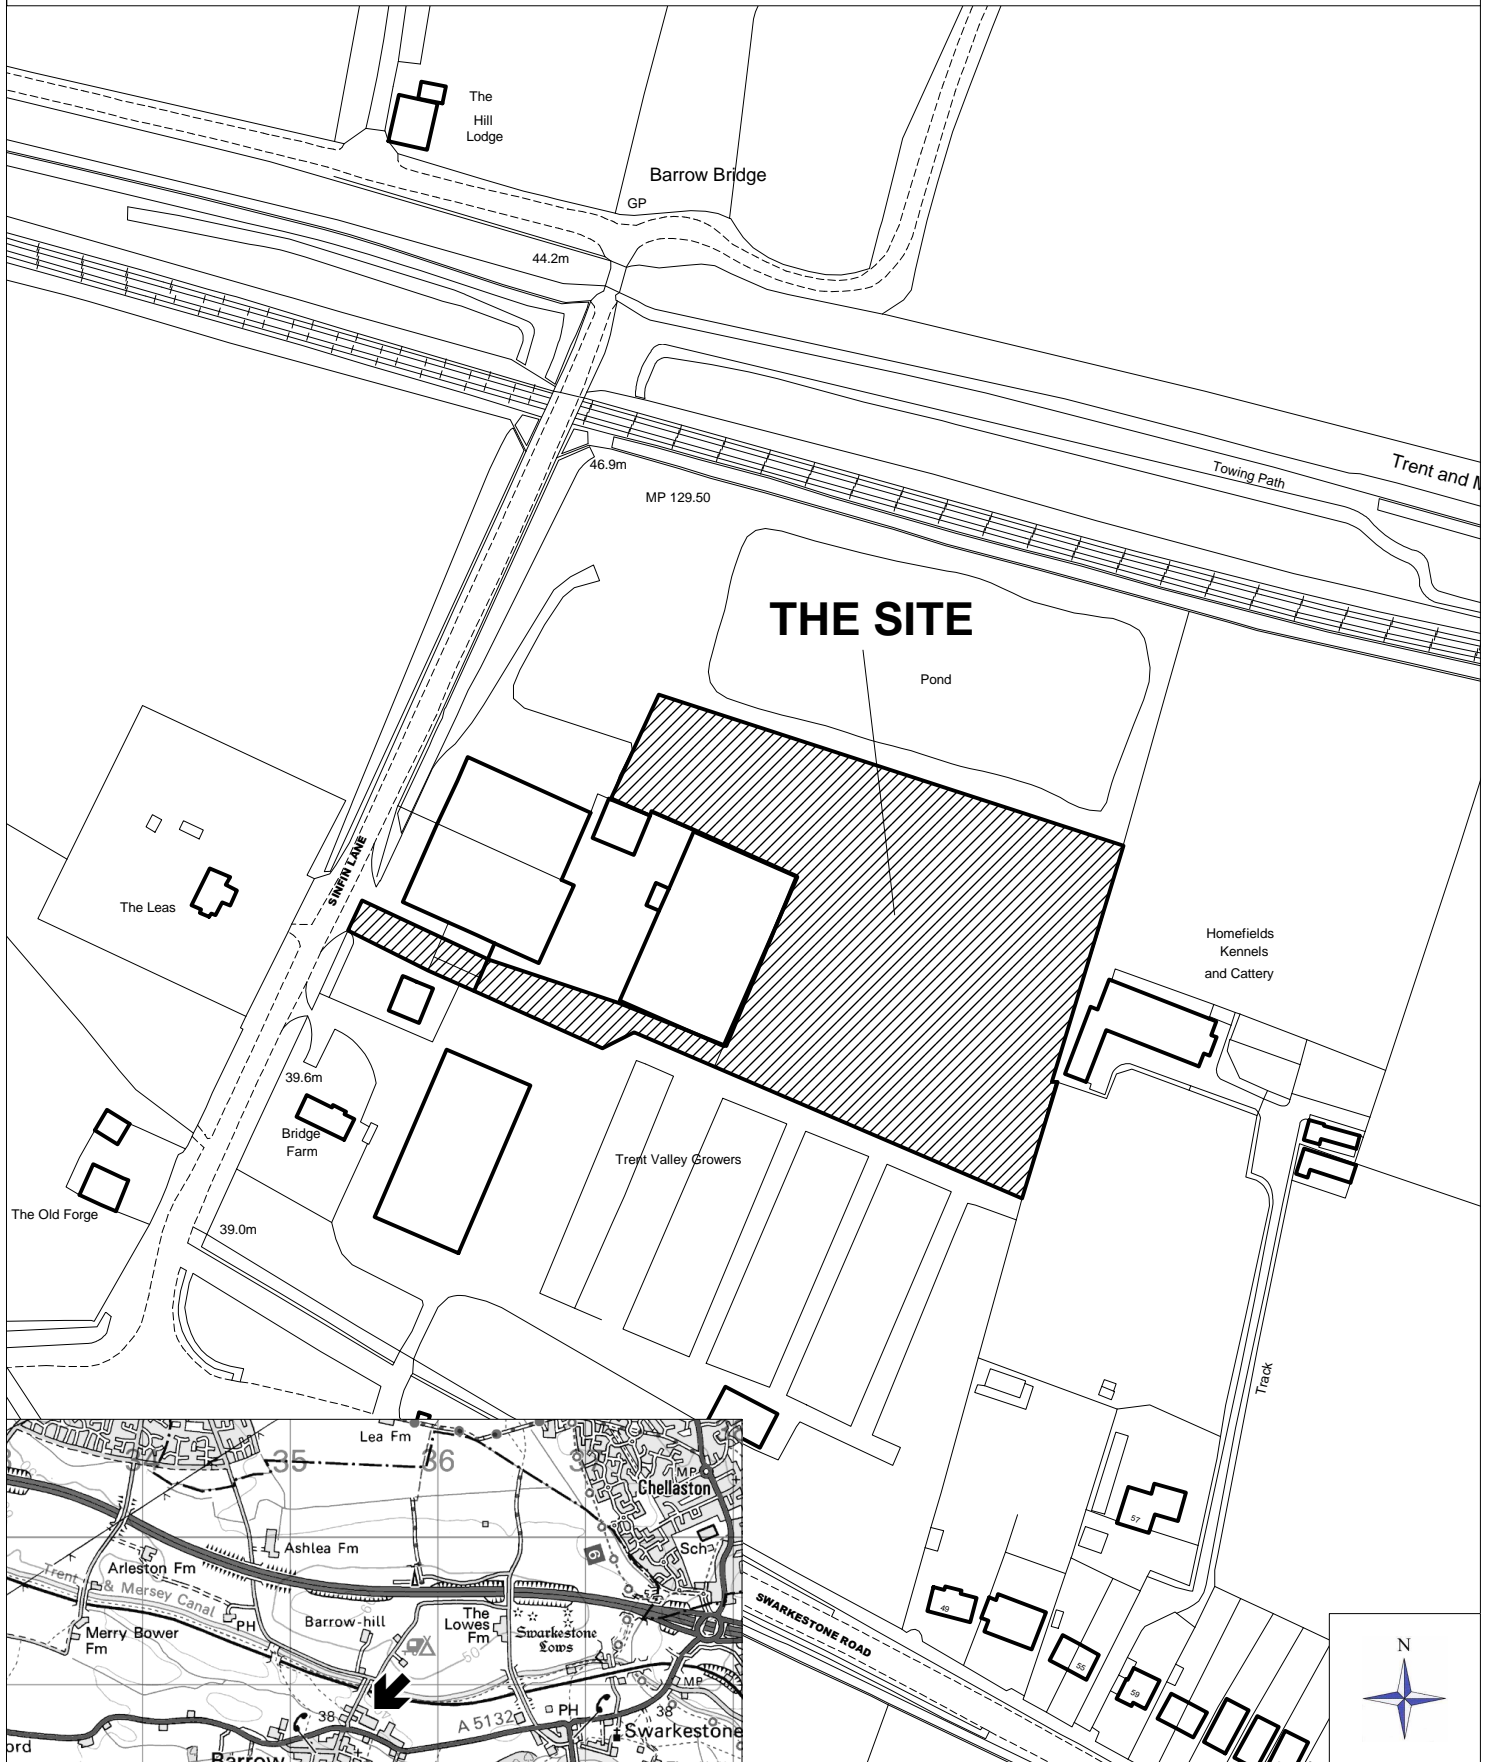 The
Hill
Lodge
Barrow Bridge
GP
44.2m
46.9m
MP 129.50
Towing Path
Trent and
THE SITE
Pond
SINFIN LANE
The Leas
Homefields
Kennels
and Cattery
39.6m
Bridge
Farm
Trent Valley Growers
The Old Forge
39.0m
Track
57
49
55
59
SWARKESTONE ROAD
N
Lea Fm
34
35
36
MP
Chellaston
Sch
6
Ashlea Fm
Arleston Fm
Trent & Mersey Canal
PH
Barrow-hill
The
Lowes
Fm
Swarkestone
Lows
Merry Bower
Fm
50
MP
38
A 5132
PH
38
Swarkestone
ord
Barrow